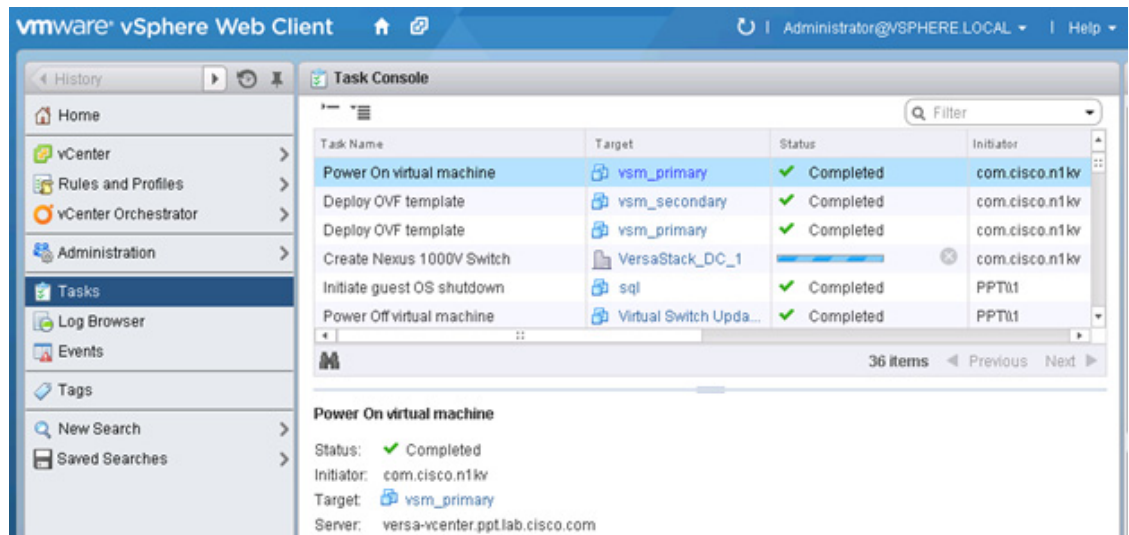 vmware® vSphere Web Client
Administrator@VSPHERE.LOCAL
Help
History
Home
vCenter
Rules and Profiles
vCenter Orchestrator
Administration
Tasks
Log Browser
Events
Tags
New Search
Saved Searches
Task Console
Filter
Task Name Target Status Initiator
Power On virtual machine vsm_primary Completed com.cisco.n1kv
Deploy OVF template vsm_secondary Completed com.cisco.n1kv
Deploy OVF template vsm_primary Completed com.cisco.n1kv
Create Nexus 1000V Switch VersaStack_DC_1 com.cisco.n1kv
Initiate guest OS shutdown sql Completed
Power Off virtual machine Virtual Switch Upda... Completed
36 items Previous Next
Power On virtual machine
Status: Completed
Initiator: com.cisco.n1kv
Target: vsm_primary
Server: versa-vcenter.ppt.lab.cisco.com